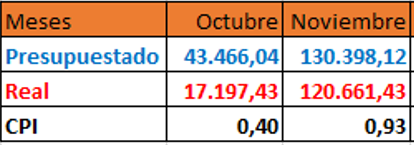 Meses Octubre Noviembre
Presupuestado 43.466,04 130.398,12
Real 17.197,43 120.661,43
CPI 0,40 0,93